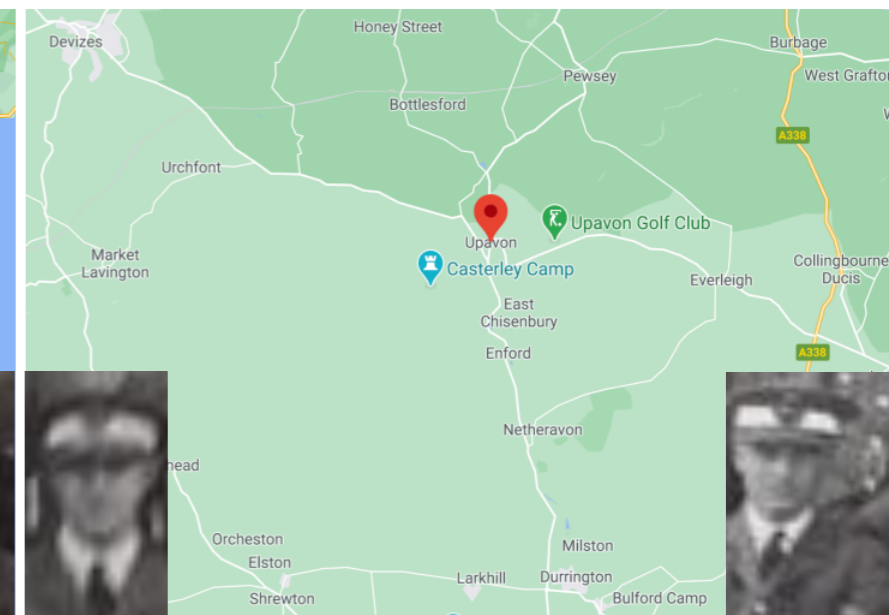 Honey Street
Devizes
Burbage
Pewsey
West Grafton
Bottlesford
A338
Urchfont
Upavon Golf Club
Upavon
Market
Lavington
Casterley Camp
Collingbourne
Ducis
Everleigh
East
Chisenbury
Enford
A338
Netheravon
head
Orcheston
Milston
Elston
Larkhill
Durrington
Shrewton
Bulford Camp